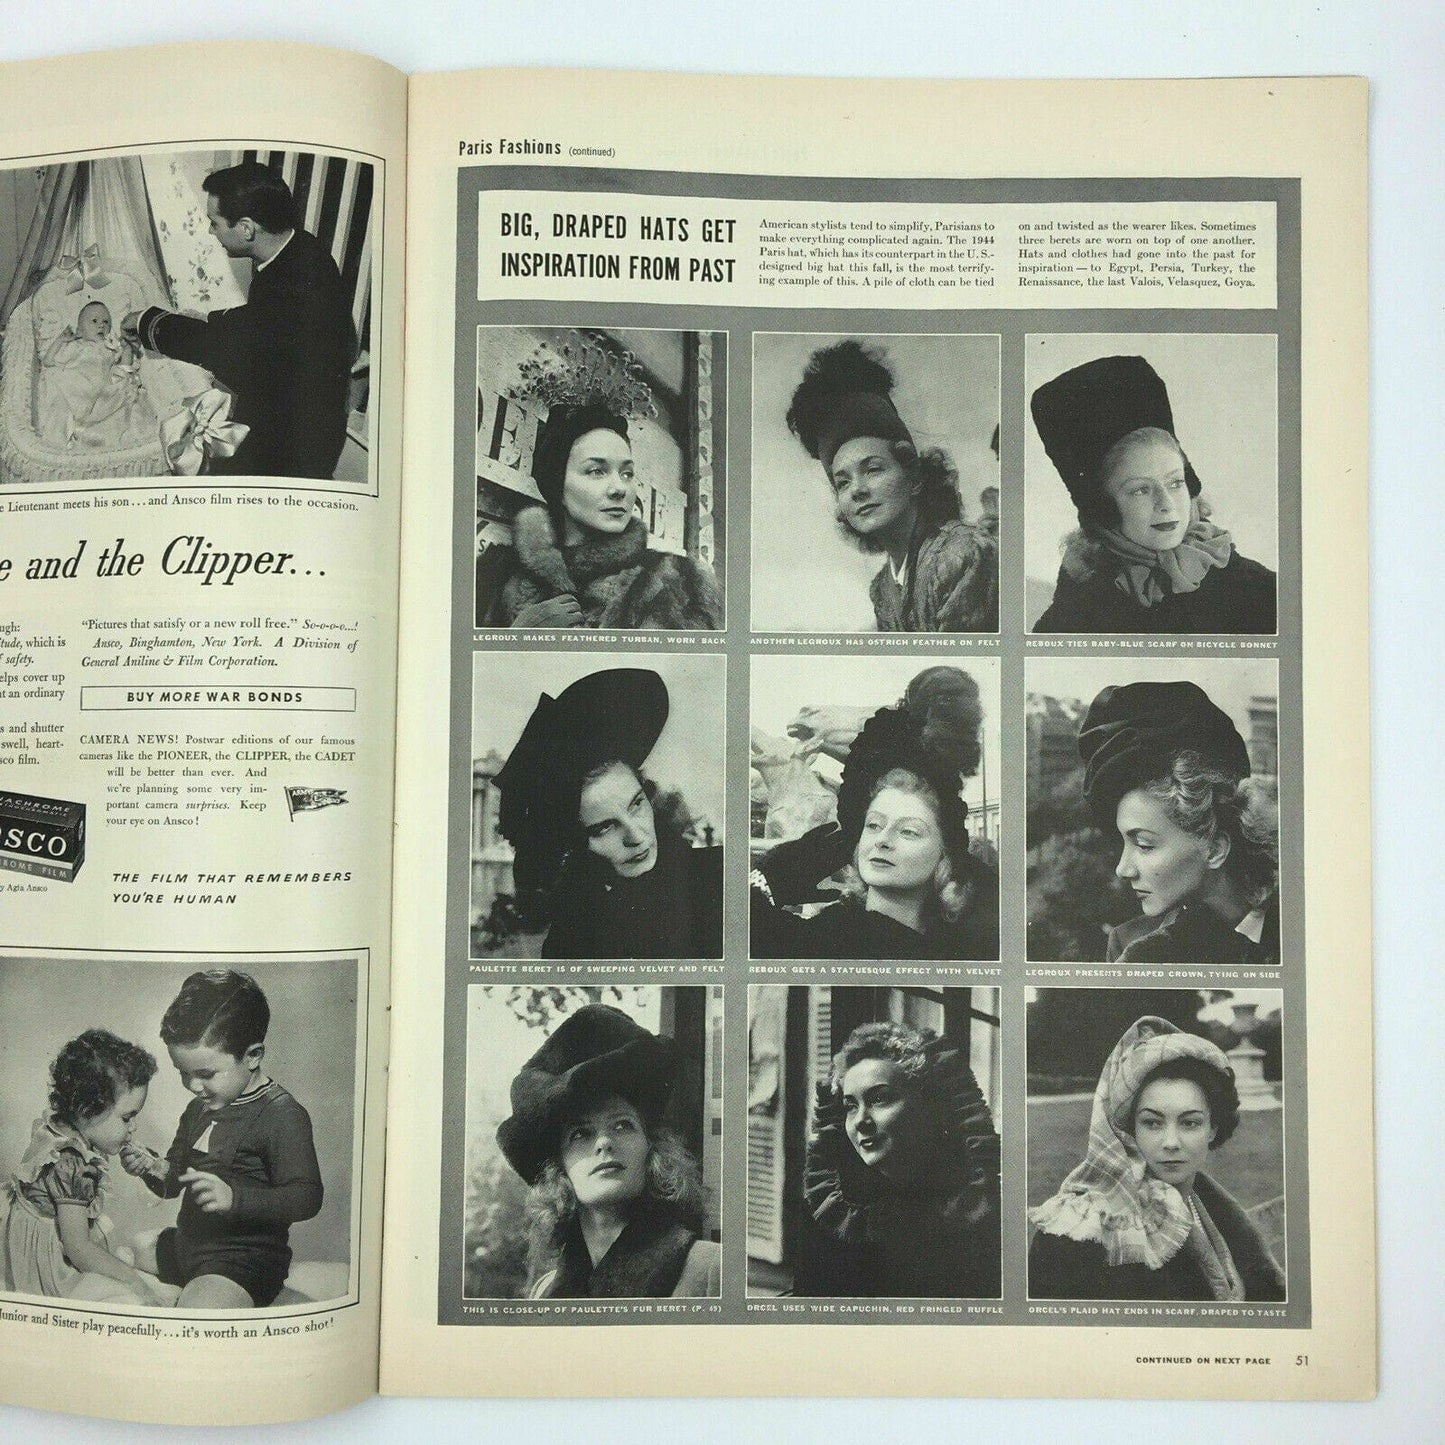 e Lieutenant meets his son...and Ansco film rises to the occasion.
e and the Clipper...
ugh:
itude, which is
f safety.
elps cover up
at an ordinary
s and shutter
swell, heart-
sco film.
"Pictures that satisfy or a new roll free." So-o-o-o...!
Ansco, Binghamton, New York. A Division of
General Aniline & Film Corporation.
BUY MORE WAR BONDS
CAMERA NEWS! Postwar editions of our famous
cameras like the PIONEER, the CLIPPER, the CADET
will be better than ever. And
we're planning some very im-
portant camera surprises. Keep
your eye on Ansco!
NACHROME
SCO
ROME FILM
y Agfa Ansco
THE FILM THAT REMEMBERS
YOU'RE HUMAN
Junior and Sister play peacefully...it's worth an Ansco shot!
Paris Fashions (continued)
BIG, DRAPED HATS GET
INSPIRATION FROM PAST
American stylists tend to simplify, Parisians to
make everything complicated again. The 1944
Paris hat, which has its counterpart in the U. S.-
designed big hat this fall, is the most terrify-
ing example of this. A pile of cloth can be tied
on and twisted as the wearer likes. Sometimes
three berets are worn on top of one another.
Hats and clothes had gone into the past for
inspiration — to Egypt, Persia, Turkey, the
Renaissance, the last Valois, Velasquez, Goya.
LEGROUX MAKES FEATHERED TURBAN, WORN BACK
ANOTHER LEGROUX HAS OSTRICH FEATHER ON FELT
REBOUX TIES BABY-BLUE SCARF ON BICYCLE BONNET
PAULETTE BERET IS OF SWEEPING VELVET AND FELT
REBOUX GETS A STATUESQUE EFFECT WITH VELVET
LEGROUX PRESENTS DRAPED CROWN, TYING ON SIDE
THIS IS CLOSE-UP OF PAULETTE'S FUR BERET (P. 49)
ORCEL USES WIDE CAPUCHIN, RED FRINGED RUFFLE
ORCEL'S PLAID HAT ENDS IN SCARF, DRAPED TO TASTE
CONTINUED ON NEXT PAGE 51